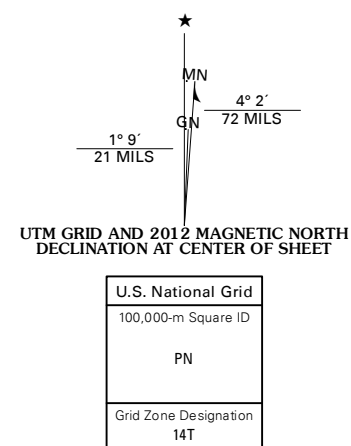 MN
4° 2´
72 MILS
GN
1° 9´
21 MILS
UTM GRID AND 2012 MAGNETIC NORTH
DECLINATION AT CENTER OF SHEET
U.S. National Grid
100,000-m Square ID
PN
Grid Zone Designation
14T